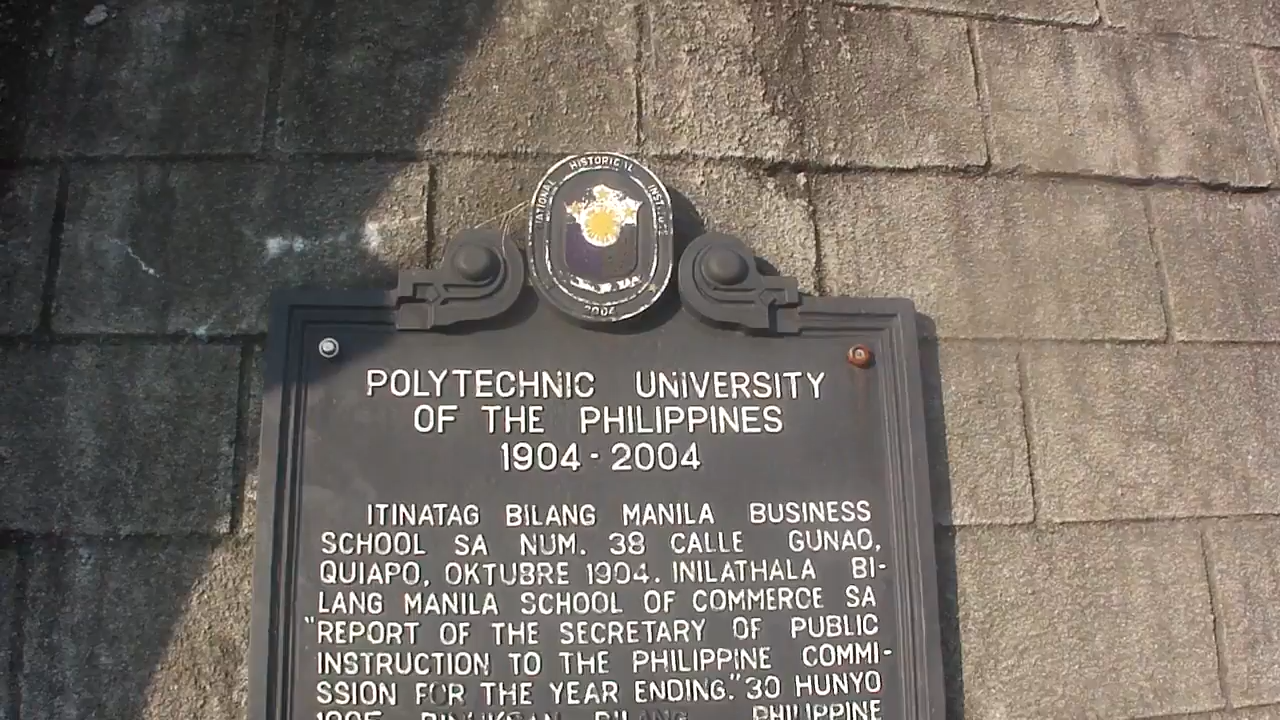 NATIONAL HISTORICAL INSTITUTE
2004
POLYTECHNIC UNIVERSITY
OF THE PHILIPPINES
1904-2004
ITINATAG BILANG MANILA BUSINESS
SCHOOL SA NUM. 38 CALLE GUNAO,
QUIAPO, OKTUBRE 1904. INILATHALA BI-
LANG MANILA SCHOOL OF COMMERCE SA
"REPORT OF THE SECRETARY OF PUBLIC
INSTRUCTION TO THE PHILIPPINE COMMI-
SSION FOR THE YEAR ENDING."30 HUNYO
BILANG PHILIPPINE